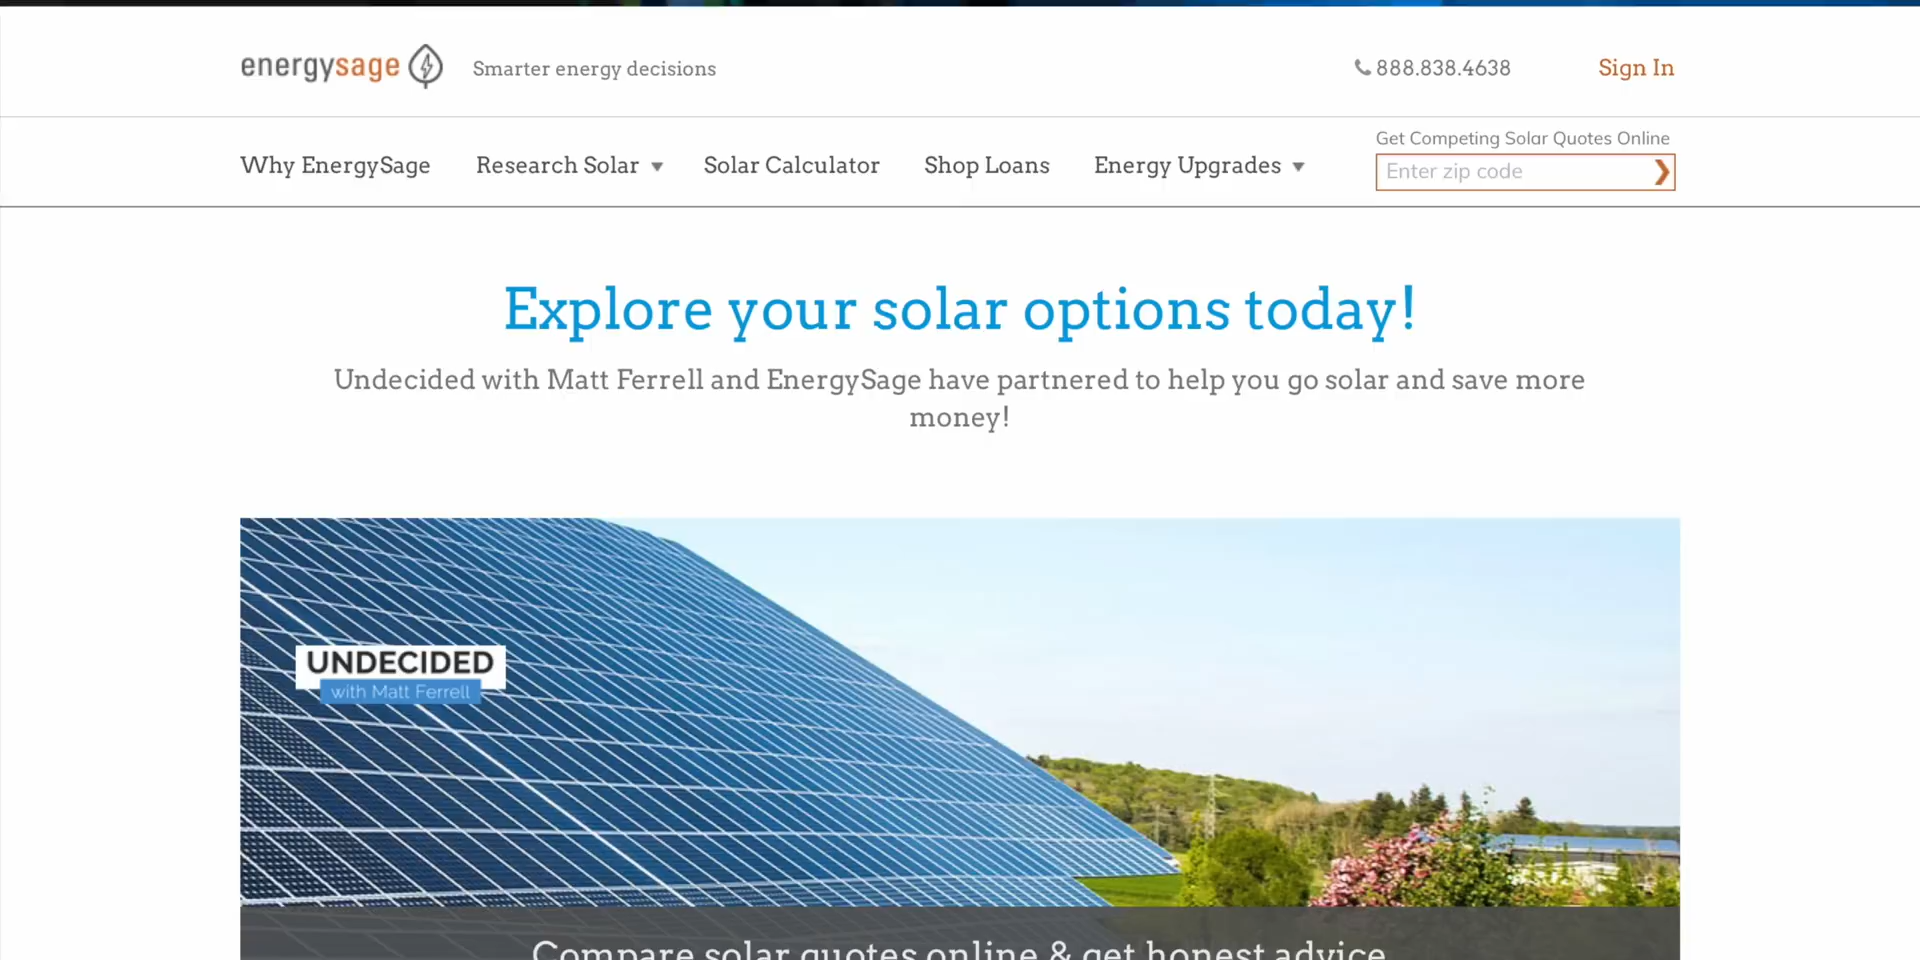 energysage
Smarter energy decisions
888.838.4638
Sign In
Why EnergySage
Research Solar
Solar Calculator
Shop Loans
Energy Upgrades
Get Competing Solar Quotes Online
Enter zip code
Explore your solar options today!
Undecided with Matt Ferrell and EnergySage have partnered to help you go solar and save more
money!
UNDECIDED
with Matt Ferrell
Compare solar quotes online & get honest advice